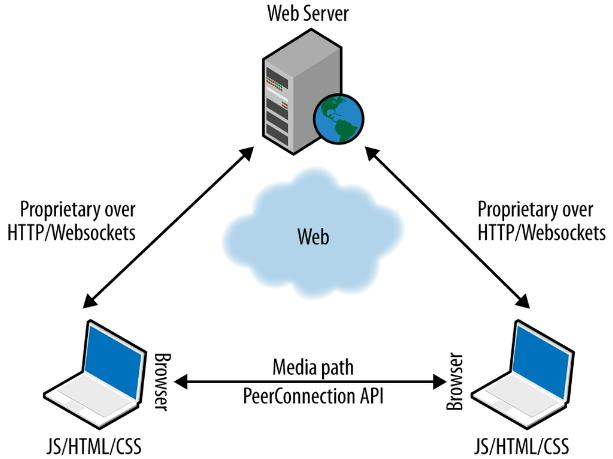 Web Server
Proprietary over
HTTP/Websockets
Proprietary over
HTTP/Websockets
Web
Browser
Media path
PeerConnection API
Browser
JS/HTML/CSS
JS/HTML/CSS